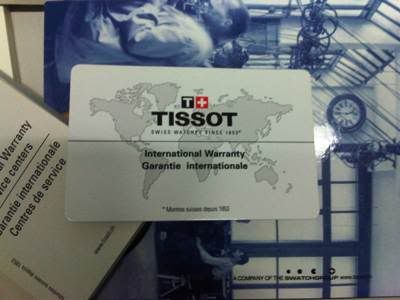 T+
TISSOT
SWISS WATCHES SINCE 1853*
International Warranty
Garantie internationale
* Montres suisses depuis 1853
Warranty
centers
Garantie internationale
Centres de service
A COMPANY OF THE SWATCH GROUP